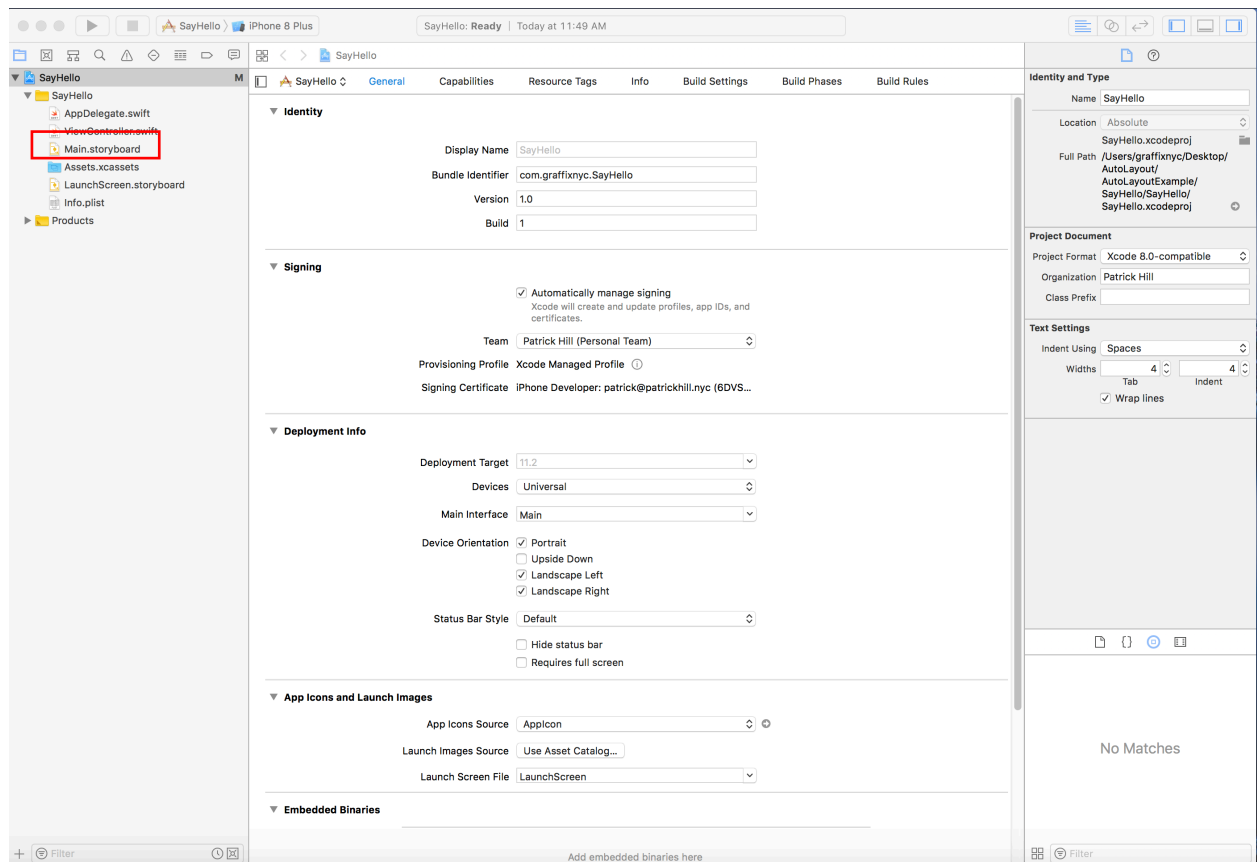 SayHello
iPhone 8 Plus
SayHello: Ready | Today at 11:49 AM
SayHello
SayHello
M
SayHello
AppDelegate.swift
ViewController.swift
Main.storyboard
Assets.xcassets
LaunchScreen.storyboard
Info.plist
Products
Filter
SayHello
General
Capabilities
Resource Tags
Info
Build Settings
Build Phases
Build Rules
Identity
Display Name SayHello
Bundle Identifier com.graffixnyc.SayHello
Version 1.0
Build 1
Signing
Automatically manage signing
Xcode will create and update profiles, app IDs, and
certificates.
Team Patrick Hill (Personal Team)
Provisioning Profile Xcode Managed Profile
Signing Certificate iPhone Developer: patrick@patrickhill.nyc (6DVS...
Deployment Info
Deployment Target 11.2
Devices Universal
Main Interface Main
Device Orientation Portrait
Upside Down
Landscape Left
Landscape Right
Status Bar Style Default
Hide status bar
Requires full screen
App Icons and Launch Images
App Icons Source AppIcon
Launch Images Source Use Asset Catalog...
Launch Screen File LaunchScreen
Embedded Binaries
Add embedded binaries here
Identity and Type
Name SayHello
Location Absolute
SayHello.xcodeproj
Full Path /Users/graffixnyc/Desktop/
AutoLayout/
AutoLayoutExample/
SayHello/SayHello/
SayHello.xcodeproj
Project Document
Project Format Xcode 8.0-compatible
Organization Patrick Hill
Class Prefix
Text Settings
Indent Using Spaces
Widths 4 4
Tab Indent
Wrap lines
{}
No Matches
Filter